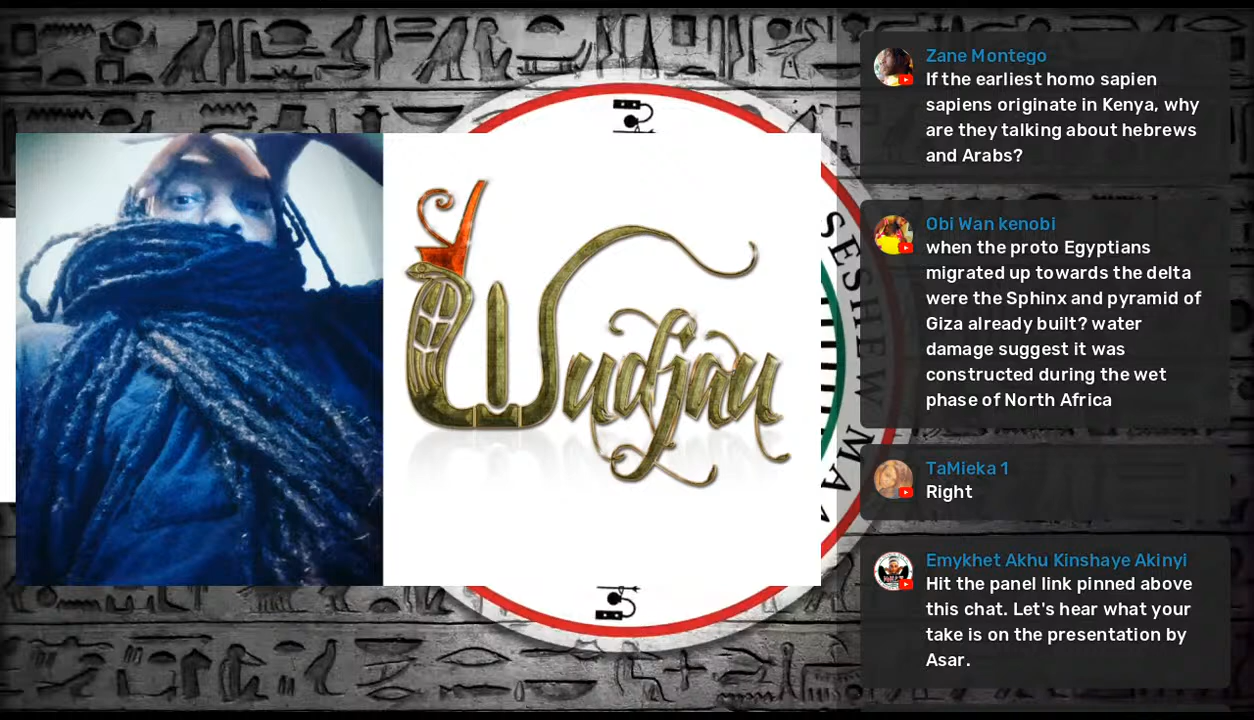 Wudjau
SESHEW MA A
Zane Montego
If the earliest homo sapien
sapiens originate in Kenya, why
are they talking about hebrews
and Arabs?
Obi Wan kenobi
when the proto Egyptians
migrated up towards the delta
were the Sphinx and pyramid of
Giza already built? water
damage suggest it was
constructed during the wet
phase of North Africa
TaMieka 1
Right
Emykhet Akhu Kinshaye Akinyi
Hit the panel link pinned above
this chat. Let's hear what your
take is on the presentation by
Asar.